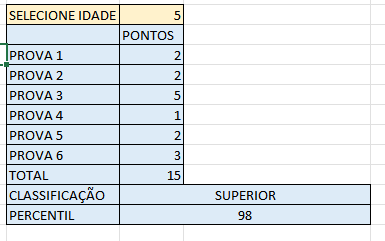 SELECIONE IDADE 5
PONTOS
PROVA 1 2
PROVA 2 2
PROVA 3 5
PROVA 4 1
PROVA 5 2
PROVA 6 3
TOTAL 15
CLASSIFICAÇÃO SUPERIOR
PERCENTIL 98